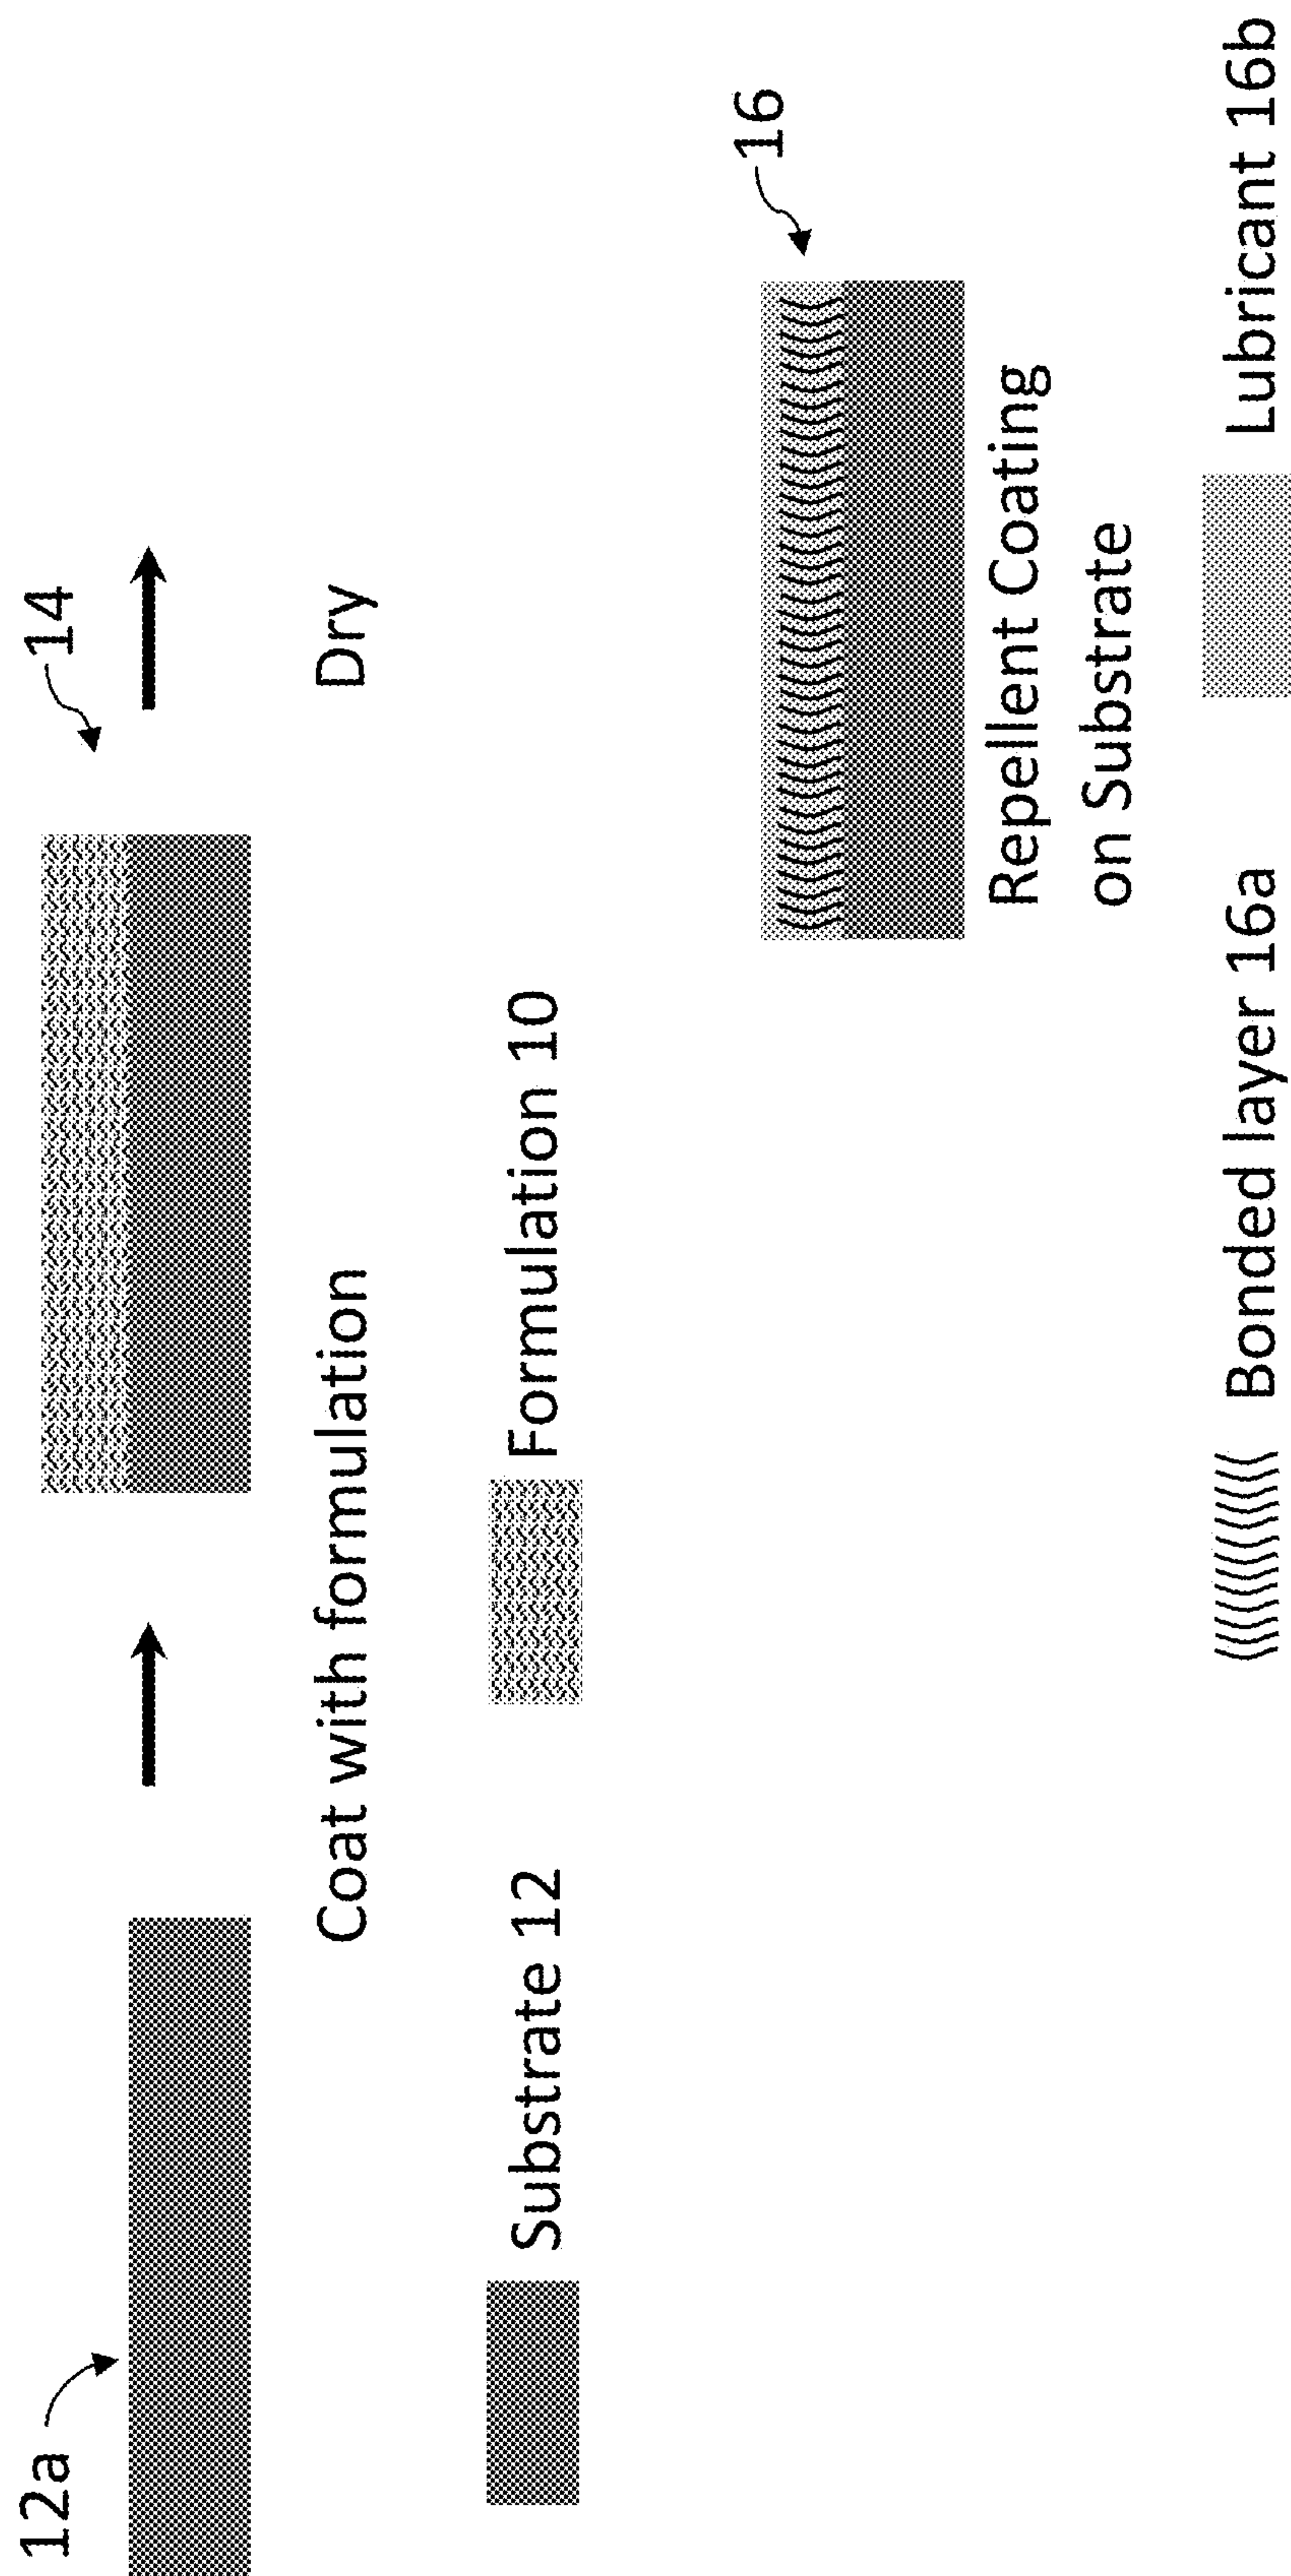 12a
14
Coat with formulation
Dry
Substrate 12
Formulation 10
16
Repellent Coating
on Substrate
Bonded layer 16a
Lubricant 16b